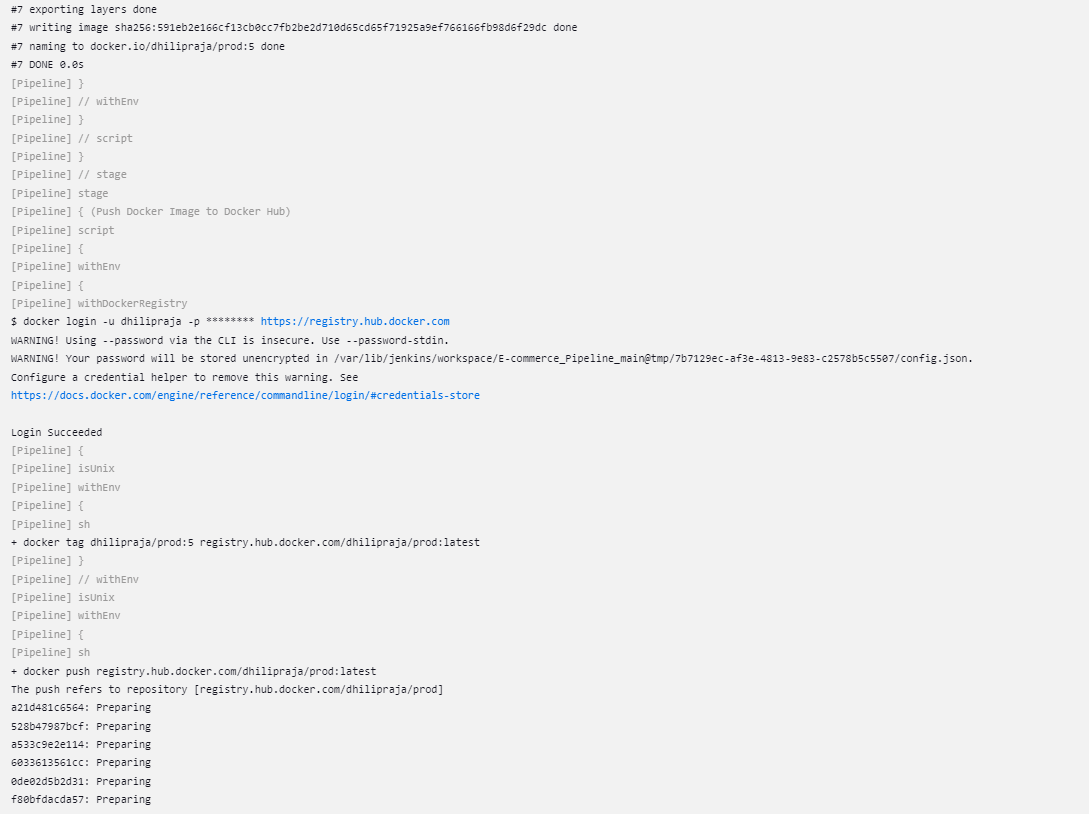 #7 exporting layers done
#7 writing image sha256:591eb2e166cf13cb0cc7fb2be2d710d65cd65f71925a9ef766166fb98d6f29dc done
#7 naming to docker.io/dhilipraja/prod:5 done
#7 DONE 0.0s
[Pipeline] }
[Pipeline] // withEnv
[Pipeline] }
[Pipeline] // script
[Pipeline] }
[Pipeline] // stage
[Pipeline] stage
[Pipeline] { (Push Docker Image to Docker Hub)
[Pipeline] script
[Pipeline] {
[Pipeline] withEnv
[Pipeline] {
[Pipeline] withDockerRegistry
$ docker login -u dhilipraja -p ******** https://registry.hub.docker.com
WARNING! Using --password via the CLI is insecure. Use --password-stdin.
WARNING! Your password will be stored unencrypted in /var/lib/jenkins/workspace/E-commerce_Pipeline_main@tmp/7b7129ec-af3e-4813-9e83-c2578b5c5507/config.json.
Configure a credential helper to remove this warning. See
https://docs.docker.com/engine/reference/commandline/login/#credentials-store
Login Succeeded
[Pipeline] {
[Pipeline] isUnix
[Pipeline] withEnv
[Pipeline] {
[Pipeline] sh
+ docker tag dhilipraja/prod:5 registry.hub.docker.com/dhilipraja/prod:latest
[Pipeline] }
[Pipeline] // withEnv
[Pipeline] isUnix
[Pipeline] withEnv
[Pipeline] {
[Pipeline] sh
+ docker push registry.hub.docker.com/dhilipraja/prod:latest
The push refers to repository [registry.hub.docker.com/dhilipraja/prod]
a21d481c6564: Preparing
528b47987bcf: Preparing
a533c9e2e114: Preparing
6033613561cc: Preparing
0de02d5b2d31: Preparing
f80bfdacda57: Preparing